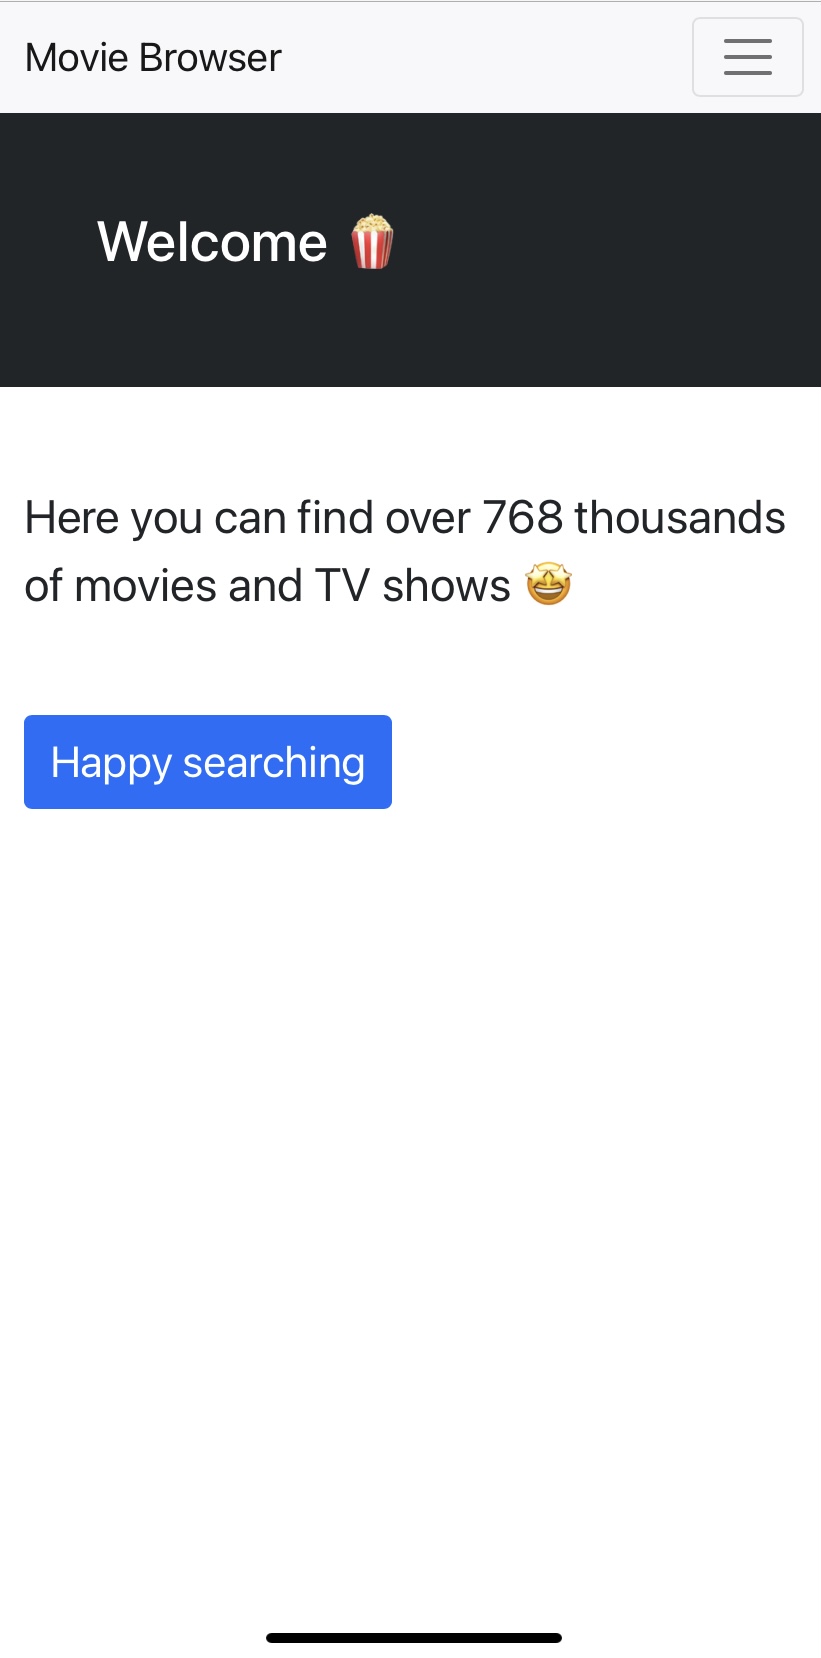 Movie Browser
Welcome 🍿
Here you can find over 768 thousands
of movies and TV shows 🤩
Happy searching